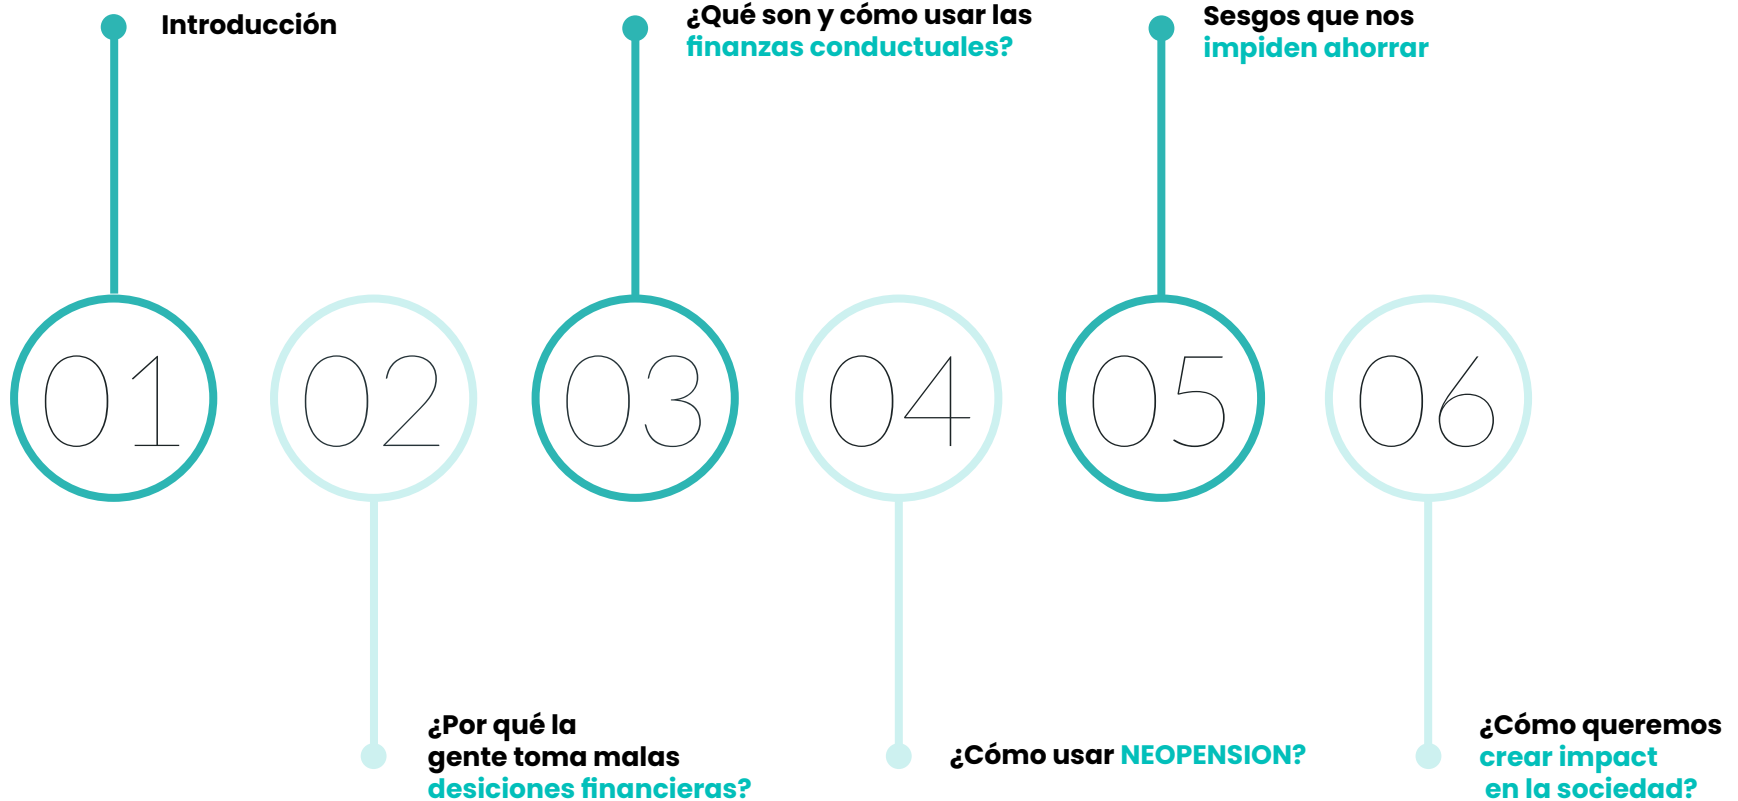 Introducción
¿Qué son y cómo usar las
finanzas conductuales?
Sesgos que nos
impiden ahorrar
01
02
03
04
05
06
¿Por qué la
gente toma malas
desiciones financieras?
¿Cómo usar NEOPENSION?
¿Cómo queremos
crear impact
en la sociedad?